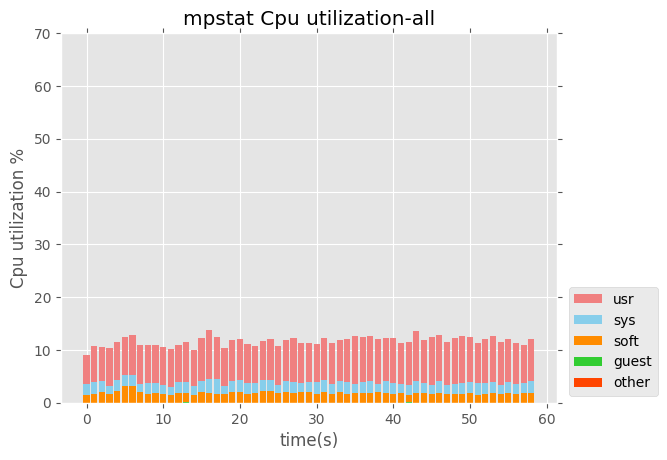 mpstat Cpu utilization-all
70
60
50
40
30
20
10
0
Cpu utilization %
0 10 20 30 40 50 60
time(s)
usr
sys
soft
guest
other